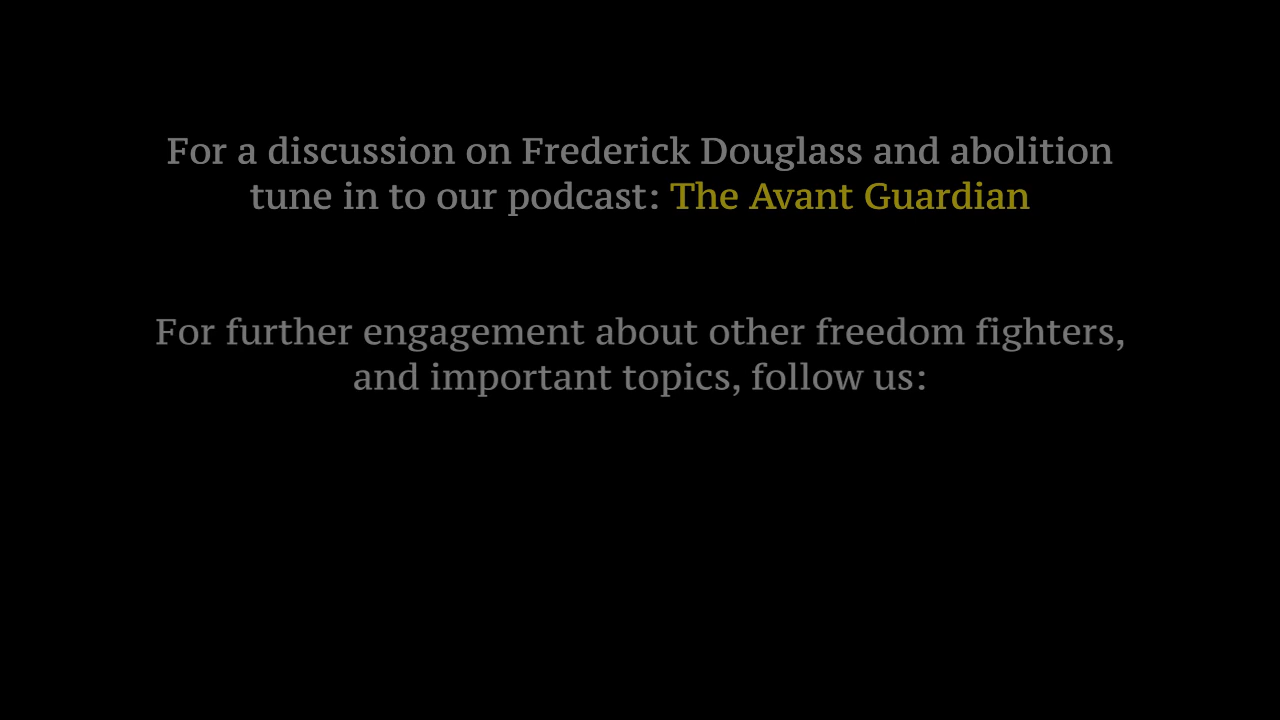 For a discussion on Frederick Douglass and abolition
tune in to our podcast: The Avant Guardian
For further engagement about other freedom fighters,
and important topics, follow us: